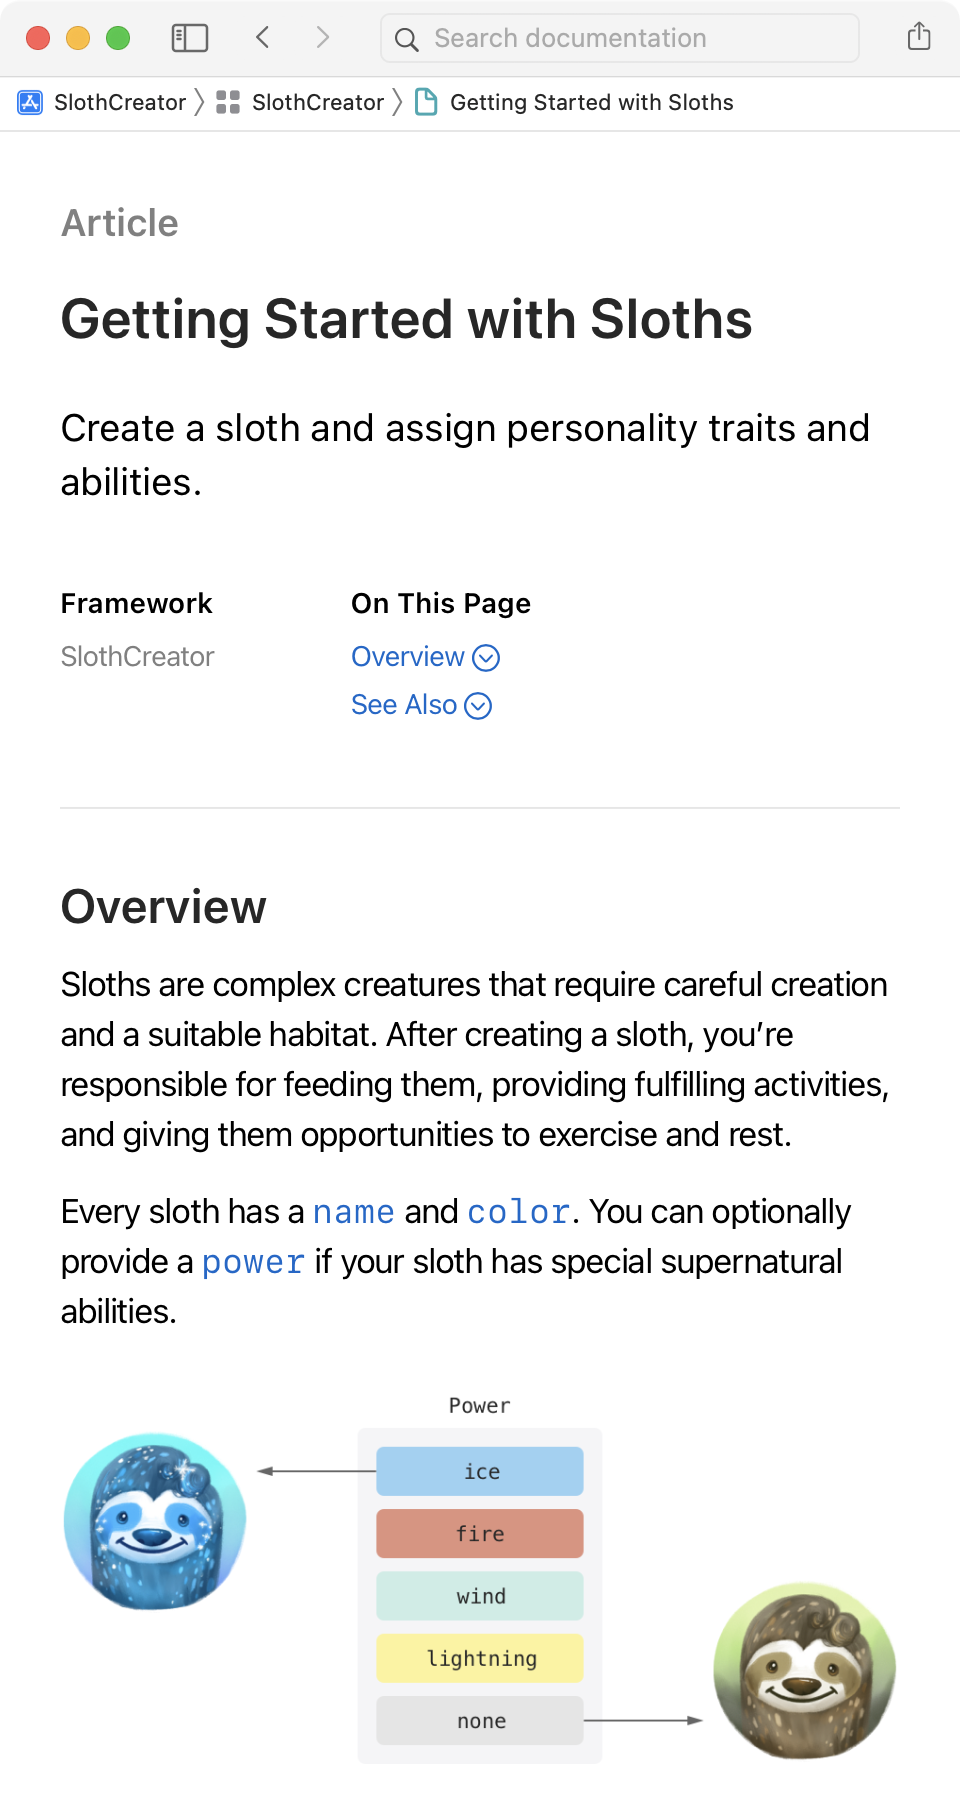 Search documentation
SlothCreator
SlothCreator
Getting Started with Sloths
Article
Getting Started with Sloths
Create a sloth and assign personality traits and
abilities.
Framework
On This Page
SlothCreator
Overview
See Also
Overview
Sloths are complex creatures that require careful creation
and a suitable habitat. After creating a sloth, you’re
responsible for feeding them, providing fulfilling activities,
and giving them opportunities to exercise and rest.
Every sloth has a name and color. You can optionally
provide a power if your sloth has special supernatural
abilities.
Power
ice
fire
wind
lightning
none